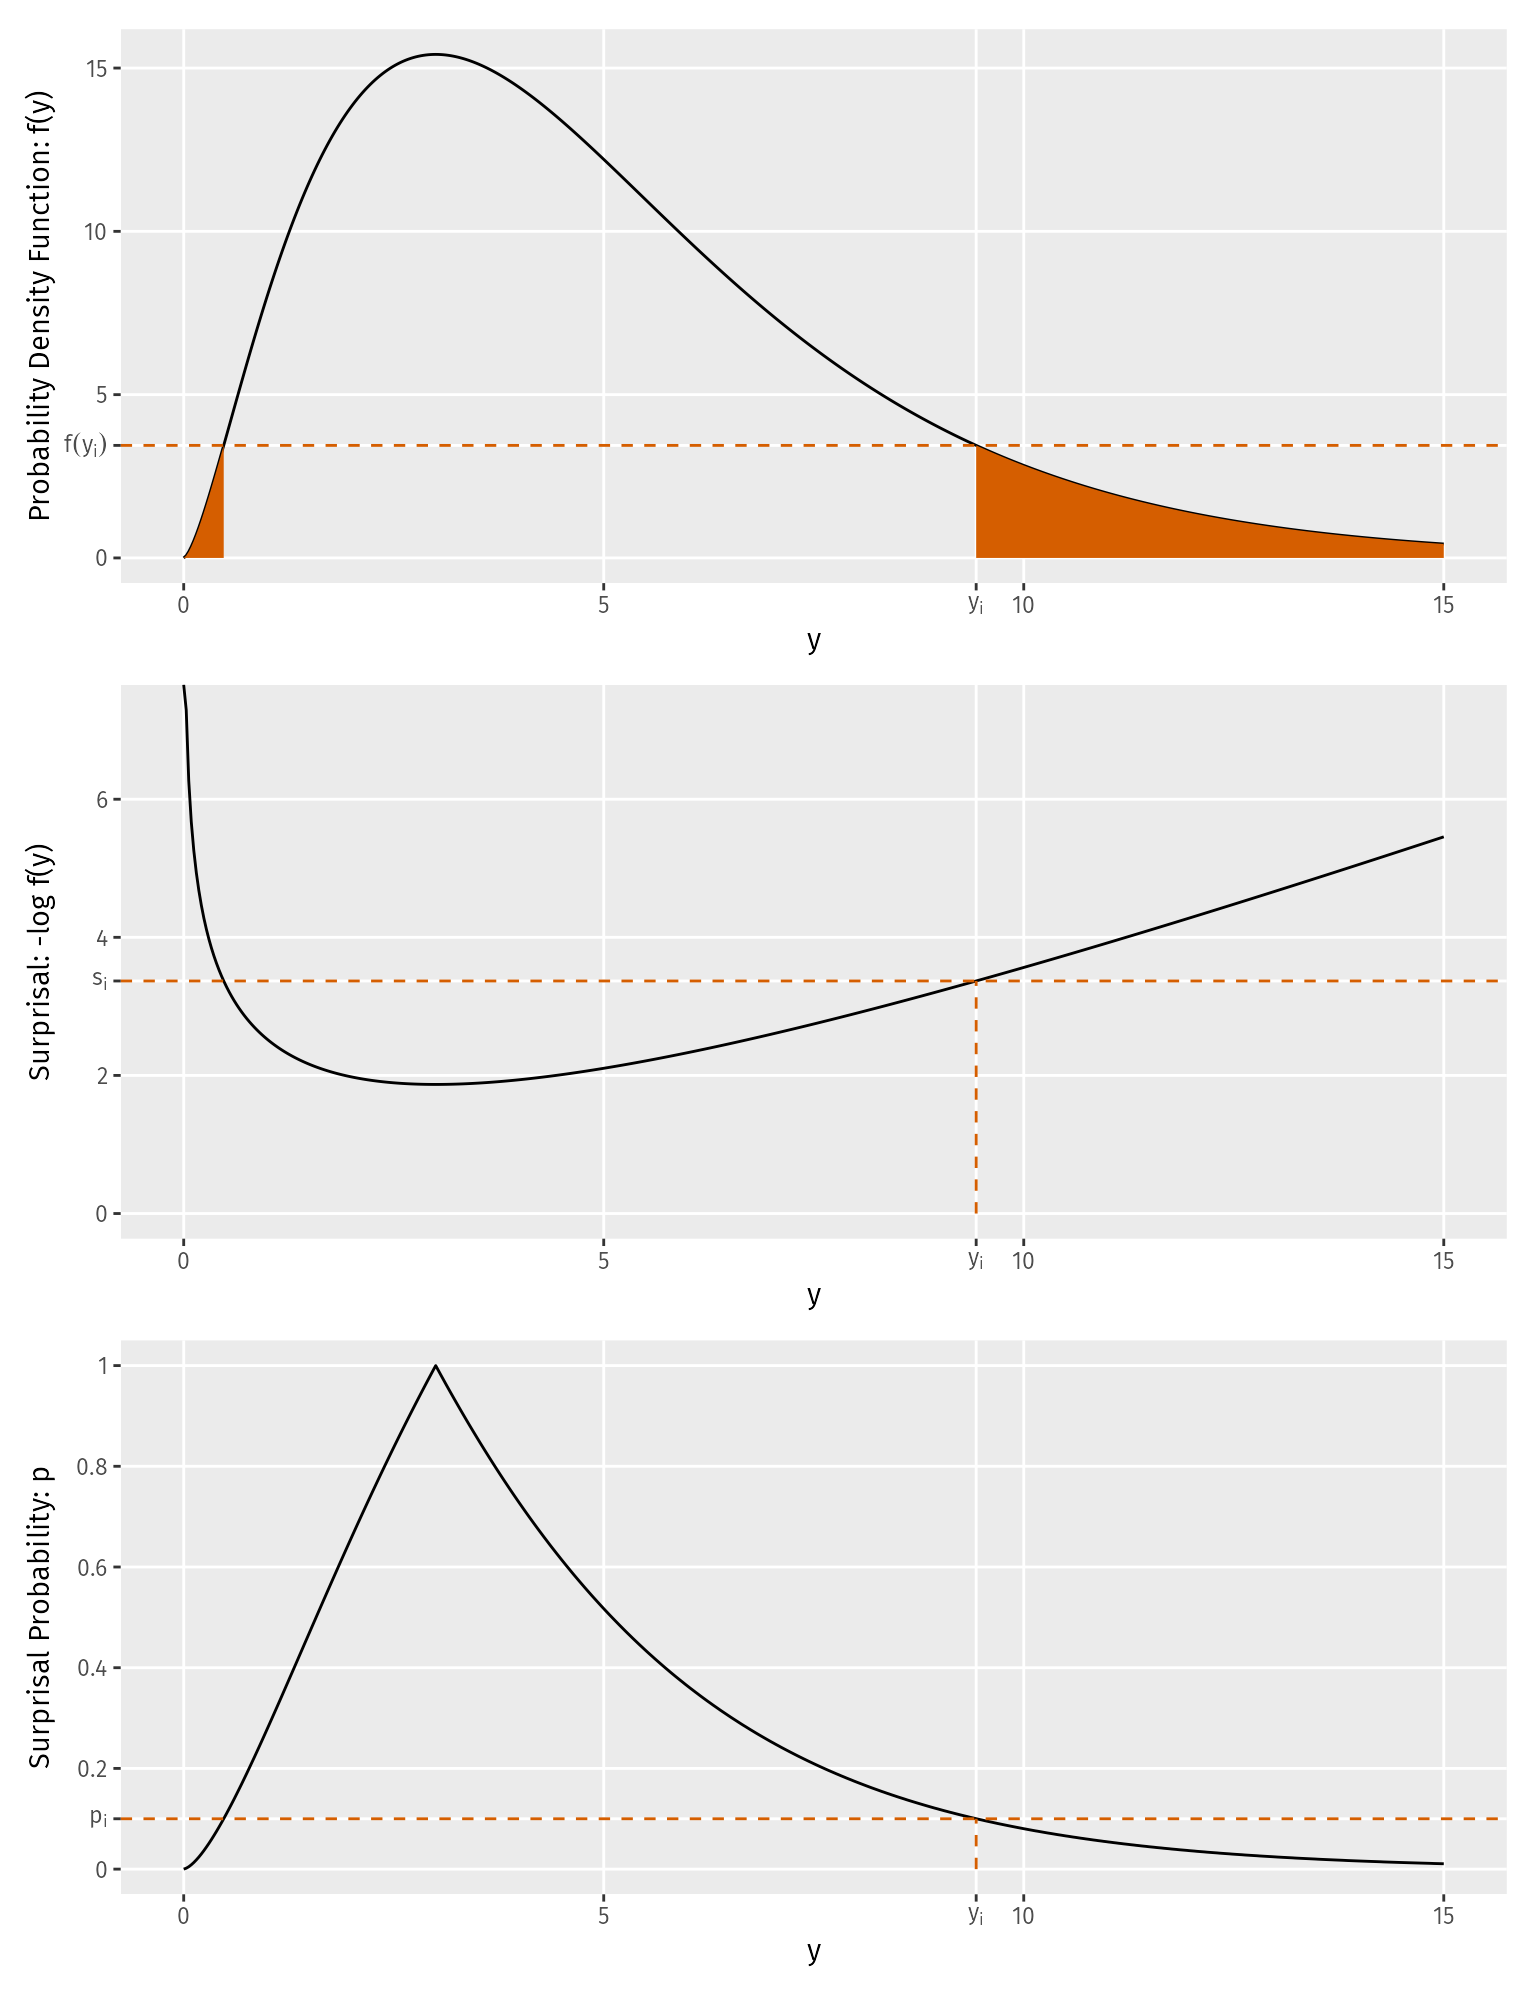 Probability Density Function: f(y)
15
10
5
f(yᵢ)
0
0 5 yᵢ 10 15
y
Surprisal: -log f(y)
6
4
sᵢ
2
0
0 5 yᵢ 10 15
y
Surprisal Probability: p
1
0.8
0.6
0.4
0.2
pᵢ
0
0 5 yᵢ 10 15
y